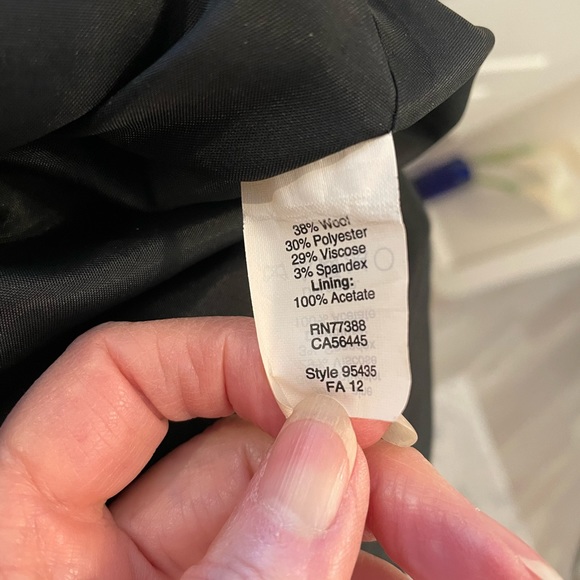 38% Wool
30% Polyester
29% Viscose
3% Spandex
Lining:
100% Acetate
RN77388
CA56445
Style 95435
FA 12